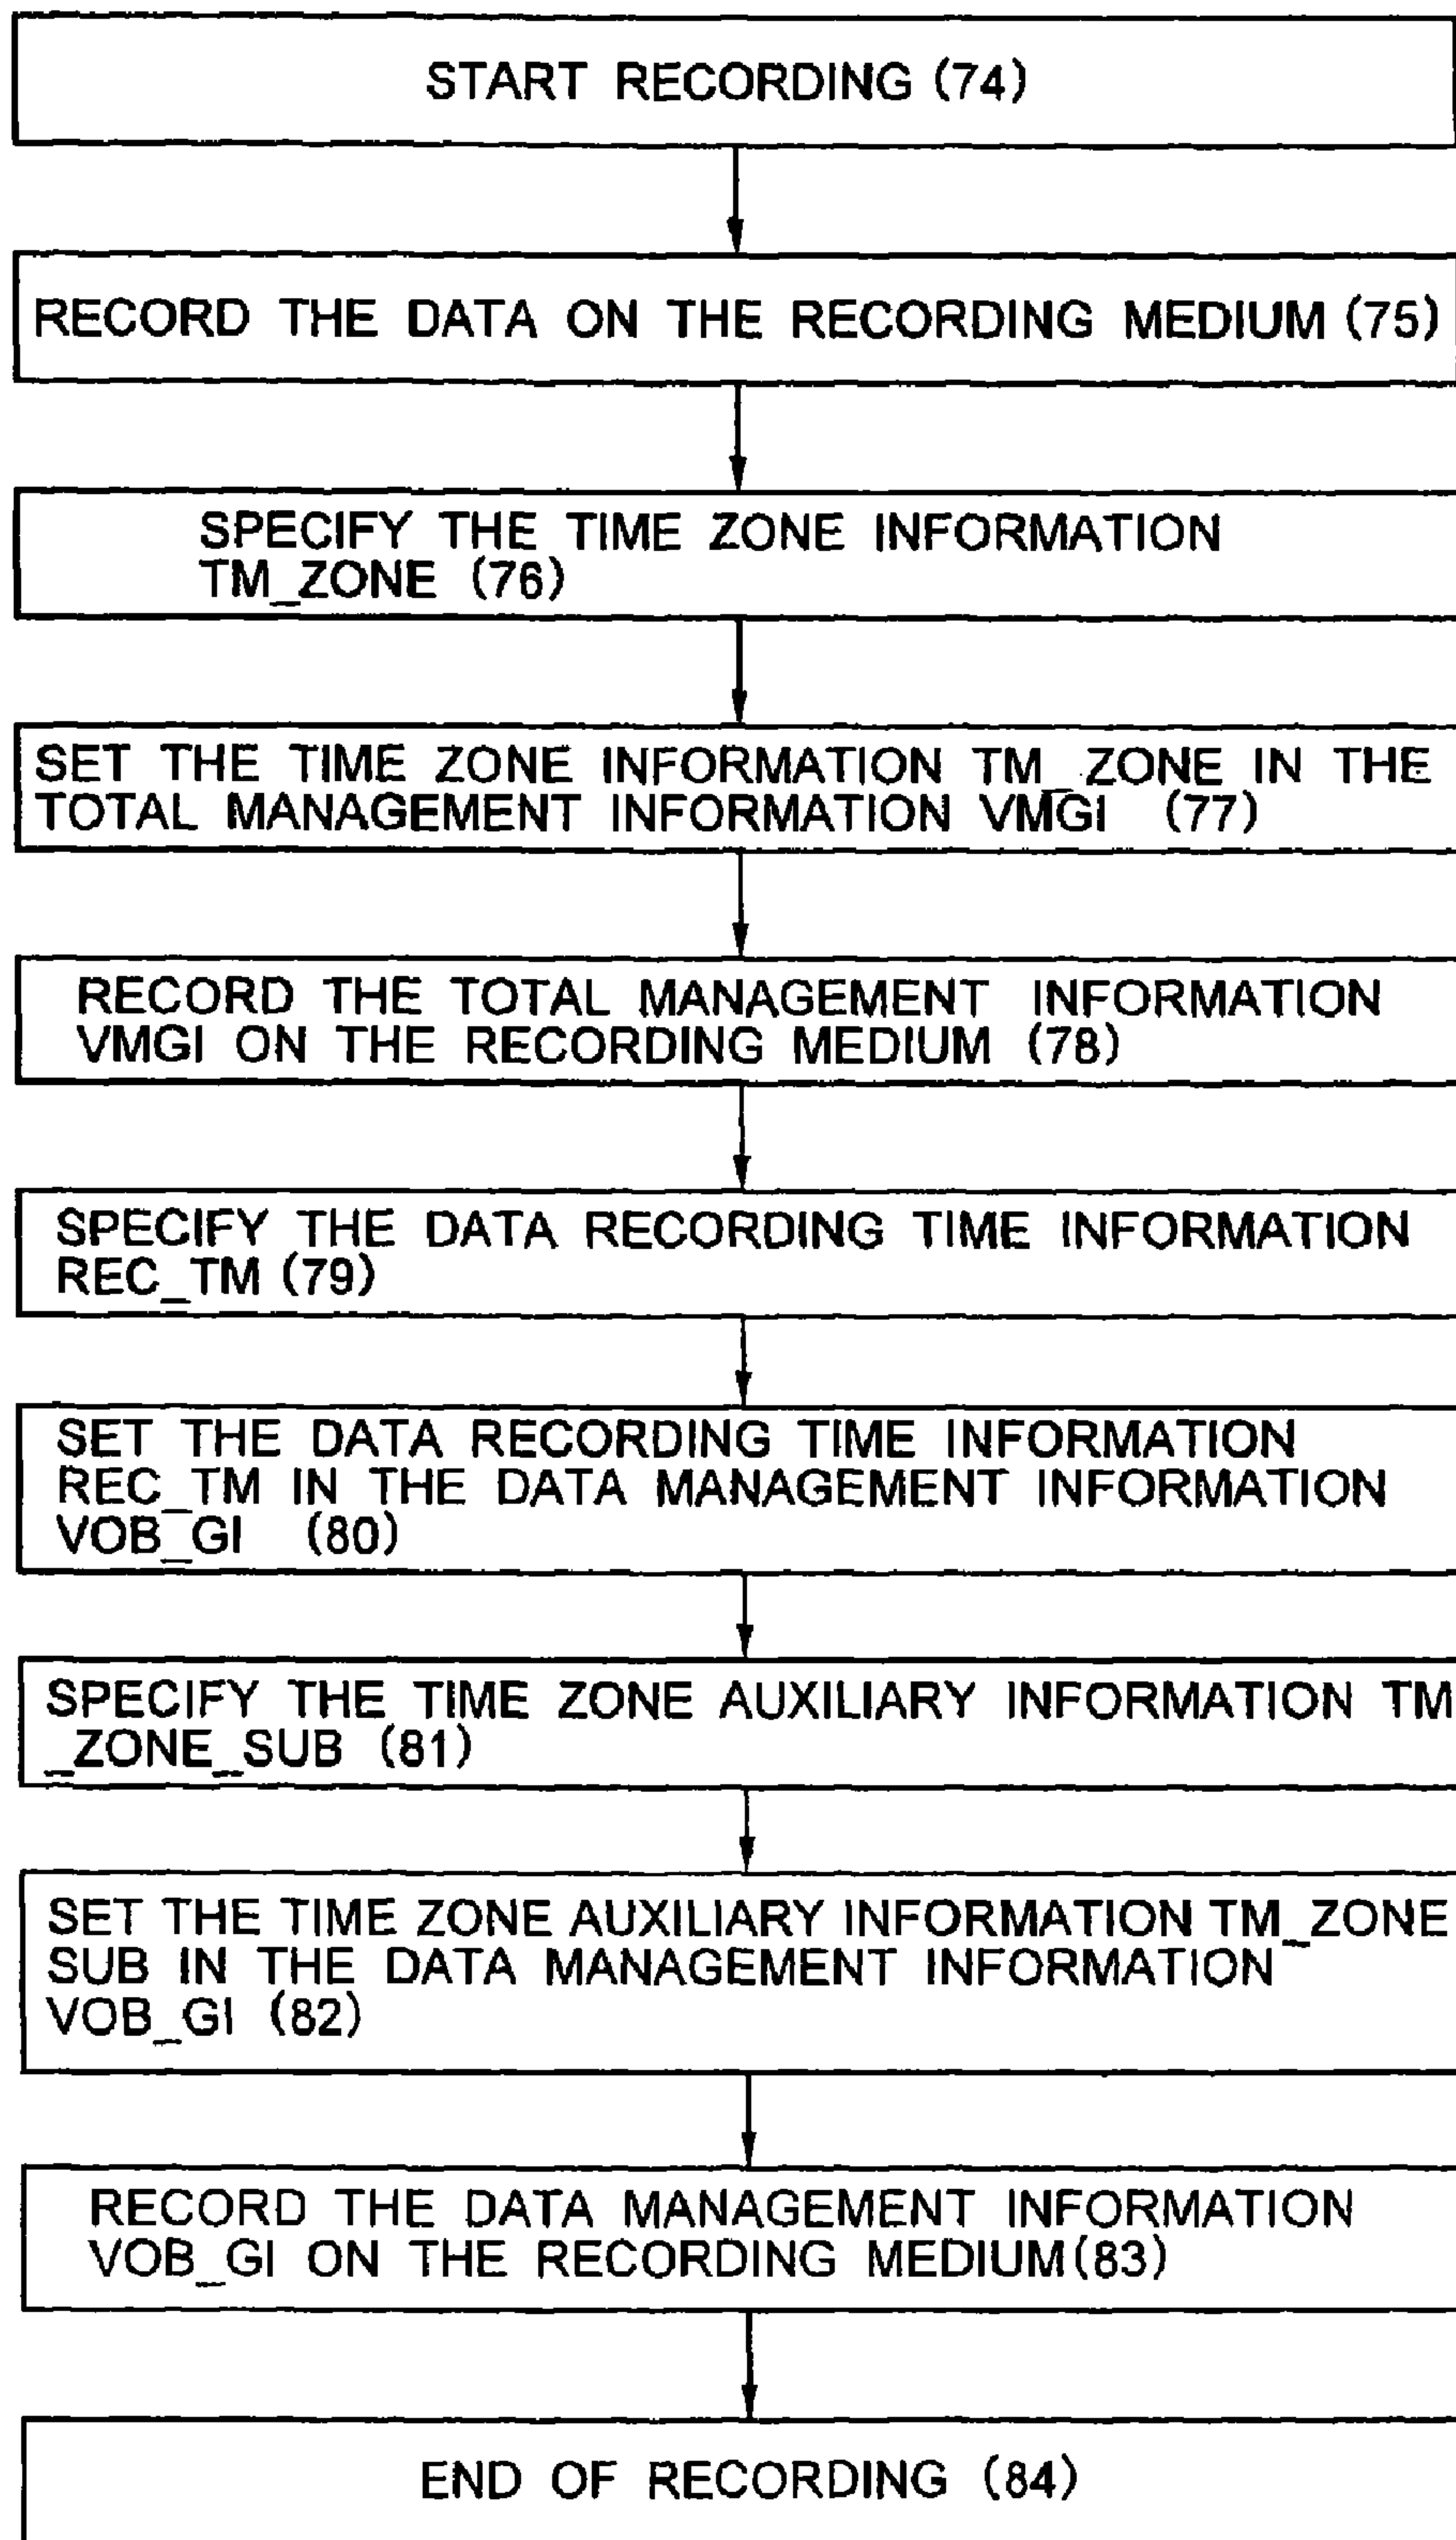 START RECORDING (74)
RECORD THE DATA ON THE RECORDING MEDIUM (75)
SPECIFY THE TIME ZONE INFORMATION
TM_ZONE (76)
SET THE TIME ZONE INFORMATION TM_ZONE IN THE
TOTAL MANAGEMENT INFORMATION VMGI (77)
RECORD THE TOTAL MANAGEMENT INFORMATION
VMGI ON THE RECORDING MEDIUM (78)
SPECIFY THE DATA RECORDING TIME INFORMATION
REC_TM (79)
SET THE DATA RECORDING TIME INFORMATION
REC_TM IN THE DATA MANAGEMENT INFORMATION
VOB_GI (80)
SPECIFY THE TIME ZONE AUXILIARY INFORMATION TM
_ZONE_SUB (81)
SET THE TIME ZONE AUXILIARY INFORMATION TM_ZONE
SUB IN THE DATA MANAGEMENT INFORMATION
VOB_GI (82)
RECORD THE DATA MANAGEMENT INFORMATION
VOB_GI ON THE RECORDING MEDIUM(83)
END OF RECORDING (84)